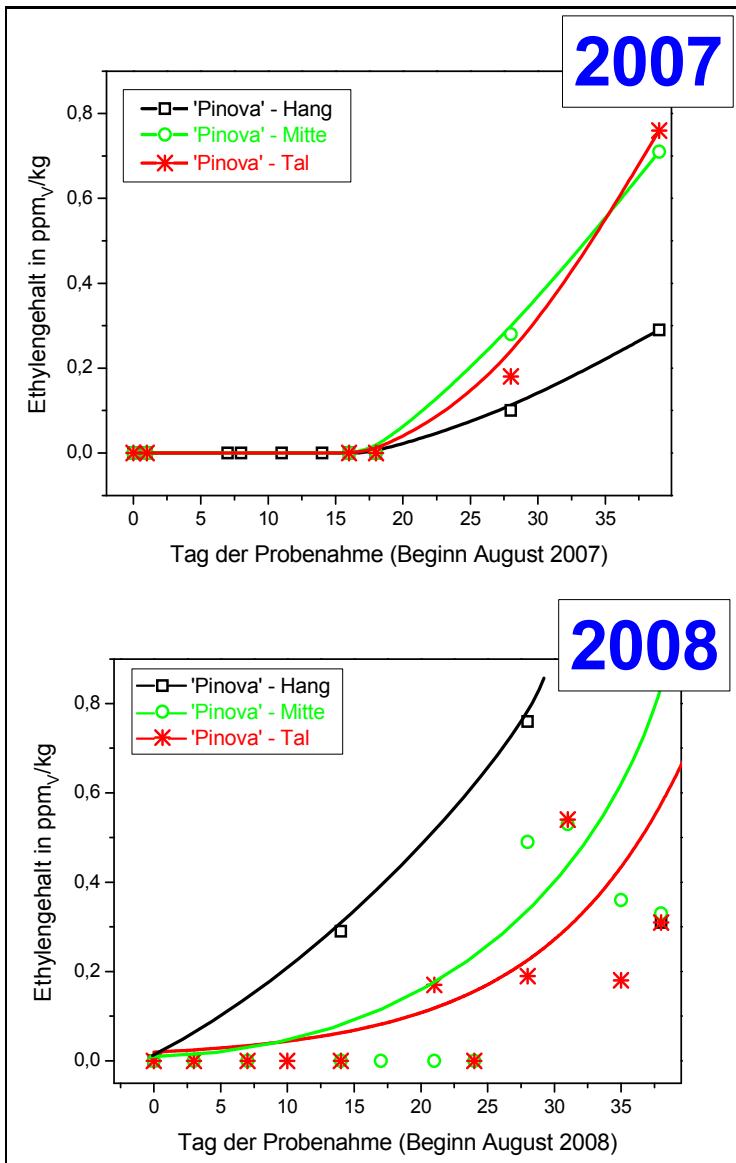 2007
'Pinova' - Hang
'Pinova' - Mitte
'Pinova' - Tal
Ethylengehalt in ppmV/kg
0,8
0,6
0,4
0,2
0,0
0 5 10 15 20 25 30 35
Tag der Probenahme (Beginn August 2007)
2008
'Pinova' - Hang
'Pinova' - Mitte
'Pinova' - Tal
Ethylengehalt in ppmV/kg
0,8
0,6
0,4
0,2
0,0
0 5 10 15 20 25 30 35
Tag der Probenahme (Beginn August 2008)